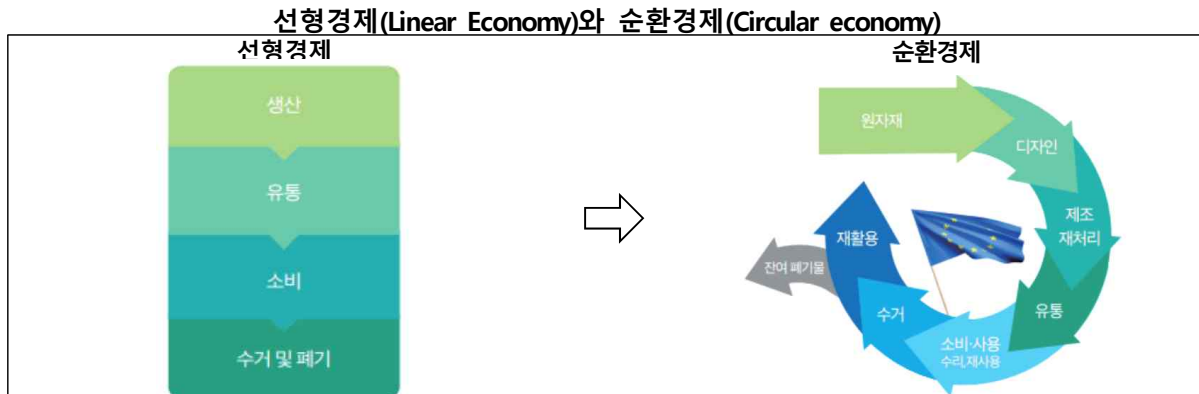 선형경제(Linear Economy)와 순환경제(Circular economy)
선형경제
생산
유통
소비
수거 및 폐기
순환경제
원자재
디자인
제조
재처리
유통
소비·사용
수리,재사용
수거
재활용
잔여 폐기물